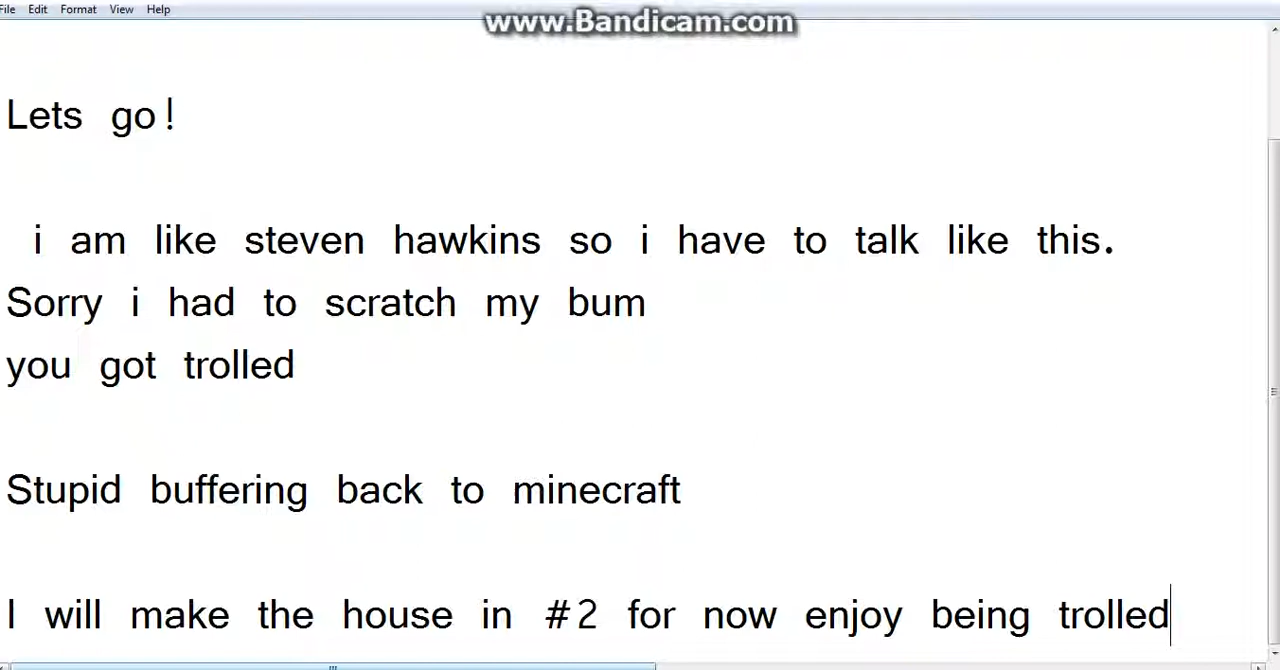 File Edit Format View Help
www.Bandicam.com
Lets go!
i am like steven hawkins so i have to talk like this.
Sorry i had to scratch my bum
you got trolled
Stupid buffering back to minecraft
I will make the house in #2 for now enjoy being trolled